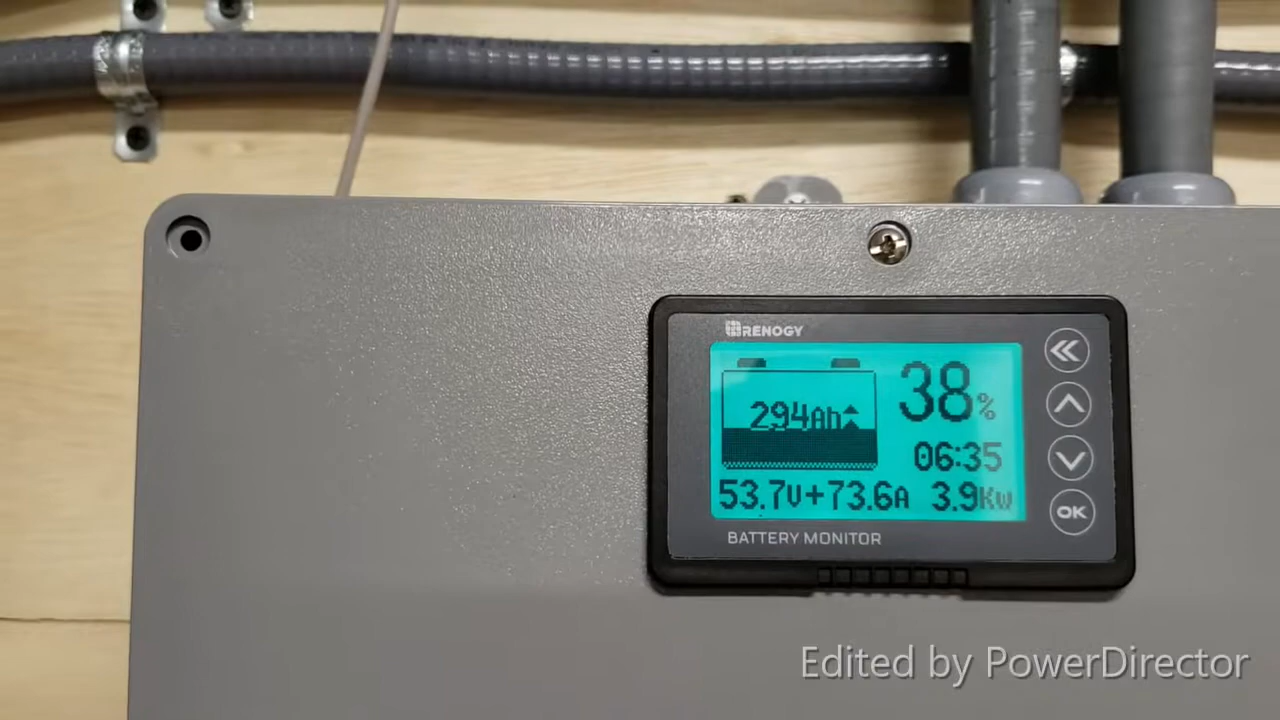 RENOGY
294Ah
38%
06:35
53.7V+73.6A 3.9Kw
OK
BATTERY MONITOR
Edited by PowerDirector